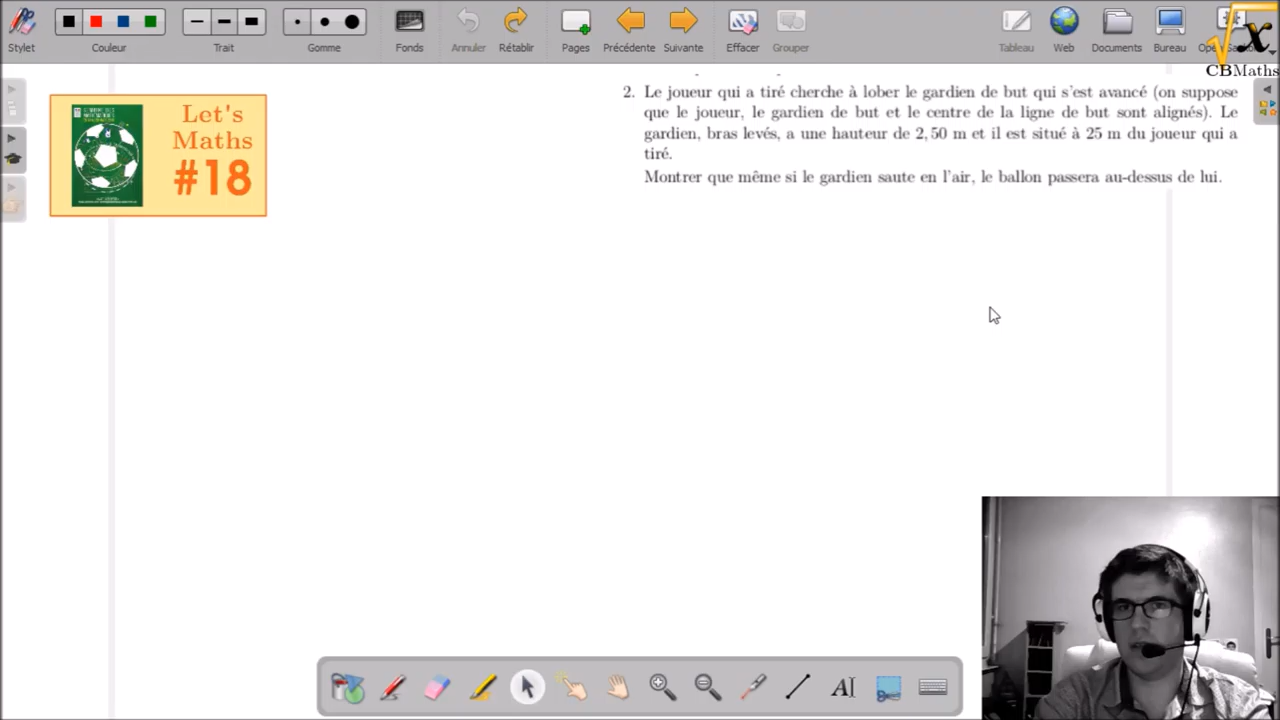 Stylet
Couleur
Trait
Gomme
Fonds
Annuler
Rétablir
Pages
Précédente
Suivante
Effacer
Grouper
Tableau
Web
Documents
Bureau
CBMaths
Let's
Maths
#18
2. Le joueur qui a tiré cherche à lober le gardien de but qui s'est avancé (on suppose
que le joueur, le gardien de but et le centre de la ligne de but sont alignés). Le
gardien, bras levés, a une hauteur de 2,50 m et il est situé à 25 m du joueur qui a
tiré.
Montrer que même si le gardien saute en l'air, le ballon passera au-dessus de lui.